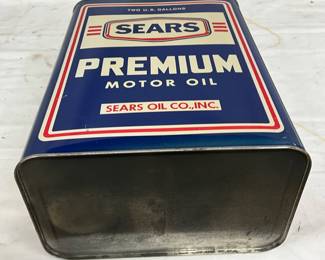 TWO U.S. GALLONS
SEARS
PREMIUM
MOTOR OIL
SEARS OIL CO., INC.